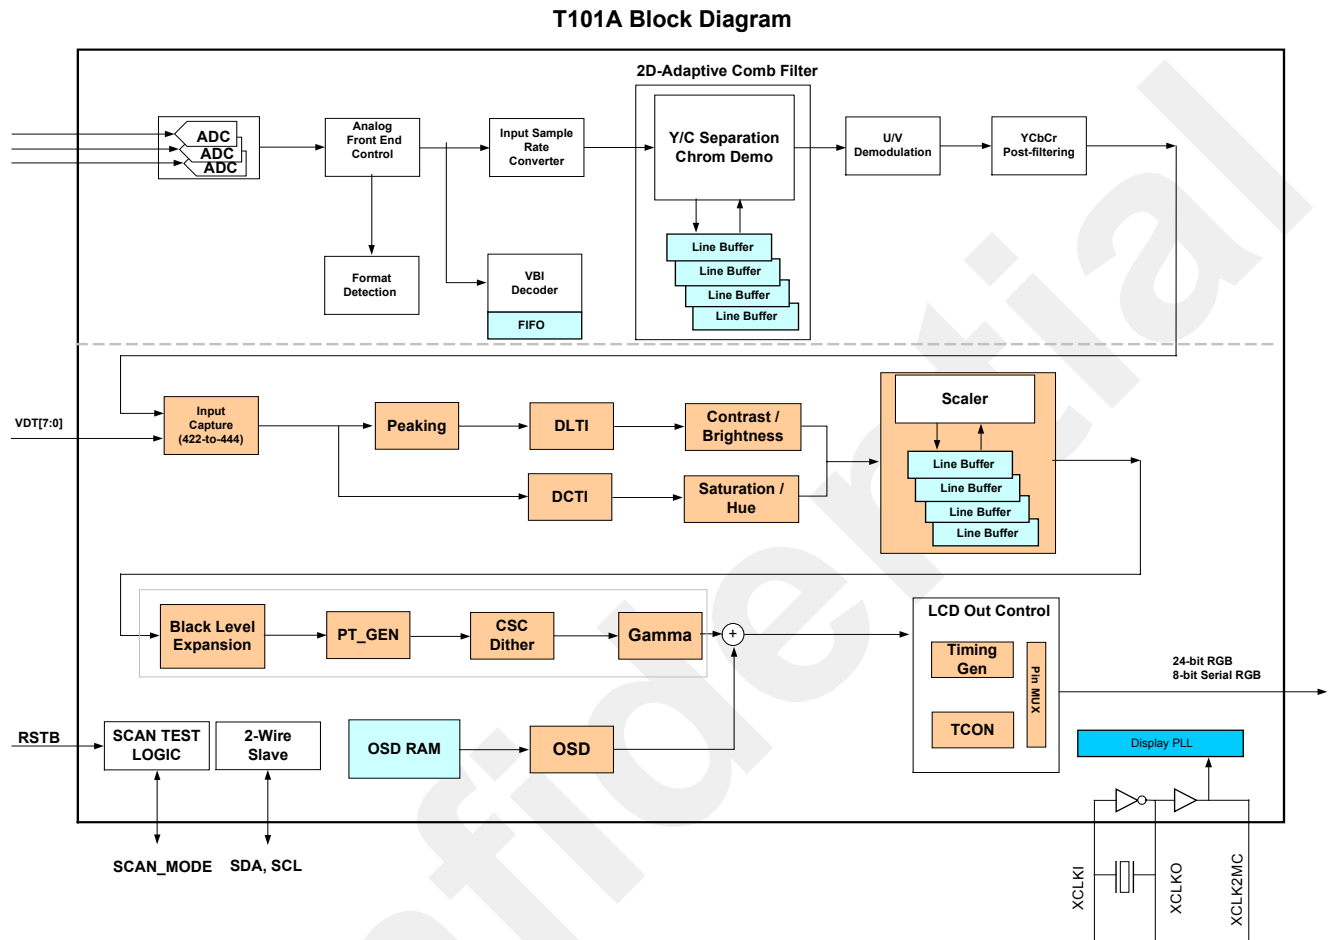 T101A Block Diagram
2D-Adaptive Comb Filter
ADC
ADC
ADC
Analog
Front End
Control
Input Sample
Rate
Converter
Y/C Separation
Chrom Demo
U/V
Demodulation
YCbCr
Post-filtering
Line Buffer
Line Buffer
Line Buffer
Line Buffer
Format
Detection
VBI
Decoder
FIFO
VDT[7:0]
Input
Capture
(422-to-444)
Peaking
DLTI
Contrast /
Brightness
DCTI
Saturation /
Hue
Scaler
Line Buffer
Line Buffer
Line Buffer
Line Buffer
Black Level
Expansion
PT_GEN
CSC
Dither
Gamma
+
LCD Out Control
Timing
Gen
TCON
Pin MUX
24-bit RGB
8-bit Serial RGB
RSTB
SCAN TEST
LOGIC
2-Wire
Slave
OSD RAM
OSD
Display PLL
SCAN_MODE
SDA, SCL
XCLKI
XCLKO
XCLK2MC
fidential